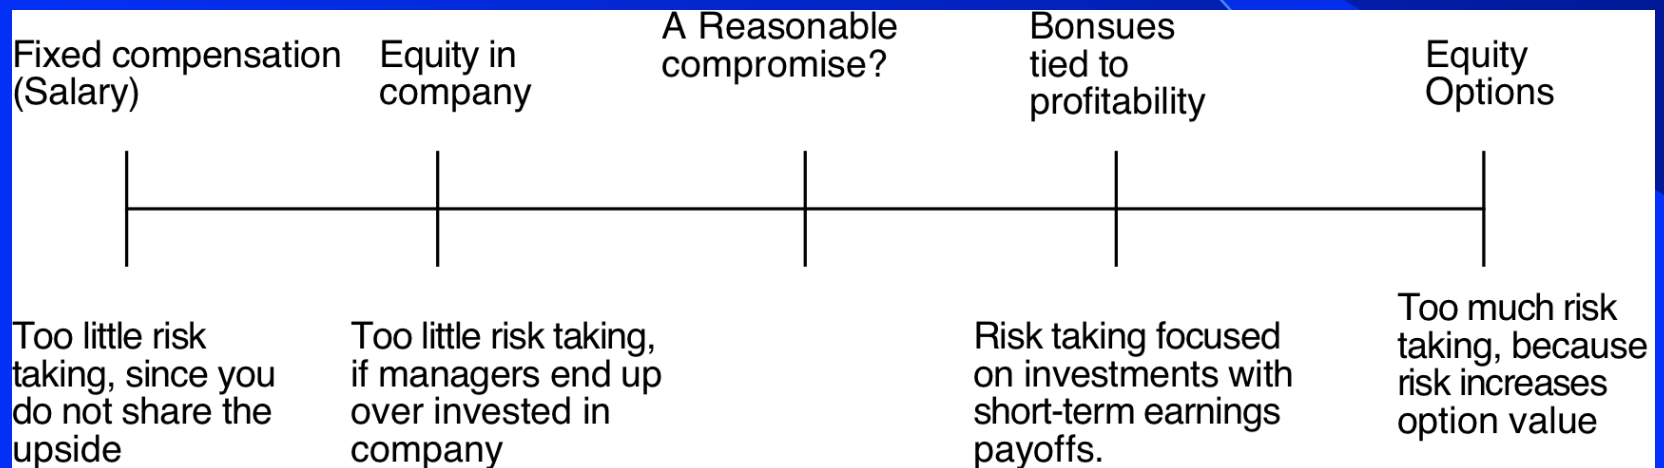 Fixed compensation
(Salary)
Equity in
company
A Reasonable
compromise?
Bonsues
tied to
profitability
Equity
Options
Too little risk
taking, since you
do not share the
upside
Too little risk taking,
if managers end up
over invested in
company
Risk taking focused
on investments with
short-term earnings
payoffs.
Too much risk
taking, because
risk increases
option value